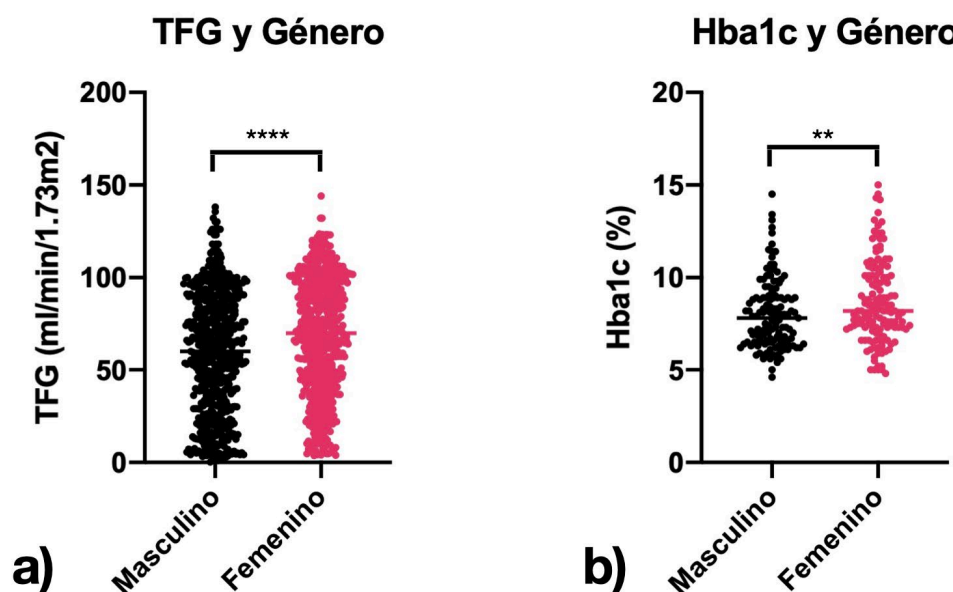 TFG y Género
200
150
100
50
0
TFG (ml/min/1.73m2)
****
Masculino
Femenino
a)
Hba1c y Género
20
15
10
5
0
Hba1c (%)
**
Masculino
Femenino
b)